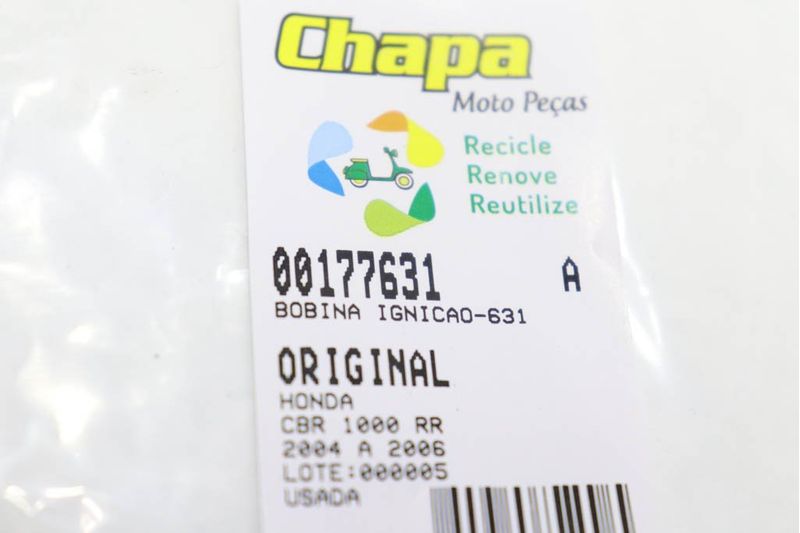 Chapa
Moto Peças
Recicle
Renove
Reutilize
00177631 A
BOBINA IGNICAO-631
ORIGINAL
HONDA
CBR 1000 RR
2004 A 2006
LOTE:000005
USADA